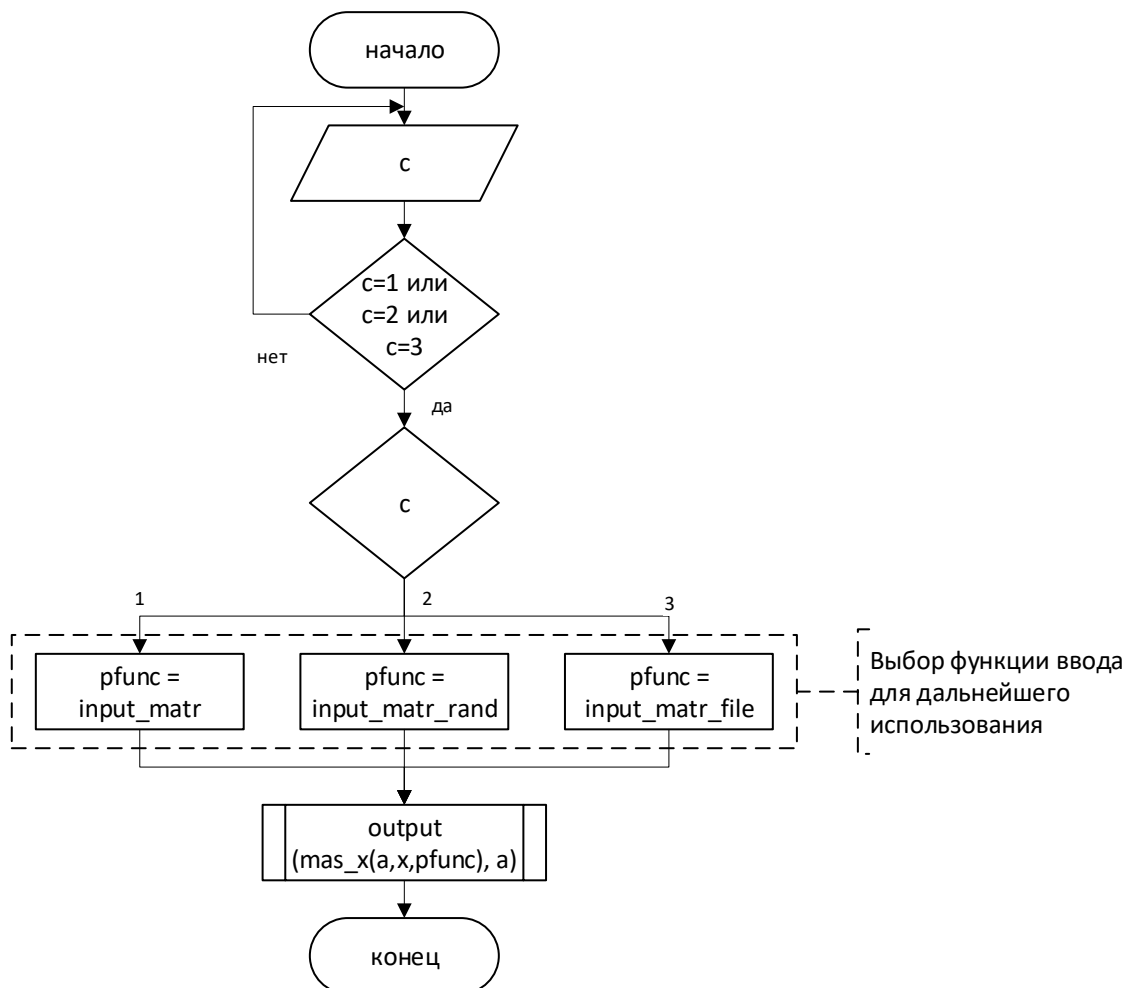 начало
c
c=1 или
c=2 или
c=3
нет
да
c
1
2
3
pfunc =
input_matr
pfunc =
input_matr_rand
pfunc =
input_matr_file
Выбор функции ввода
для дальнейшего
использования
output
(mas_x(a,x,pfunc), a)
конец